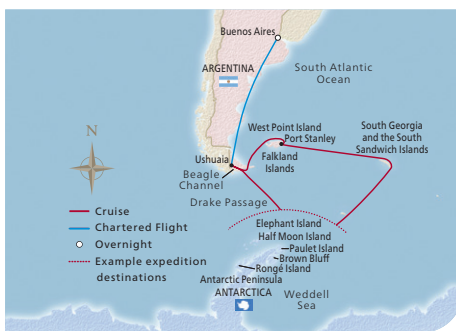 Buenos Aires
ARGENTINA
South Atlantic
Ocean
N
West Point Island
Port Stanley
South Georgia
and the South
Sandwich Islands
Ushuaia
Falkland
Islands
Beagle
Channel
Drake Passage
Cruise
Chartered Flight
Overnight
Example expedition
destinations
Elephant Island
Half Moon Island
Paulet Island
Brown Bluff
Rongé Island
Antarctic Peninsula
ANTARCTICA
Weddell
Sea